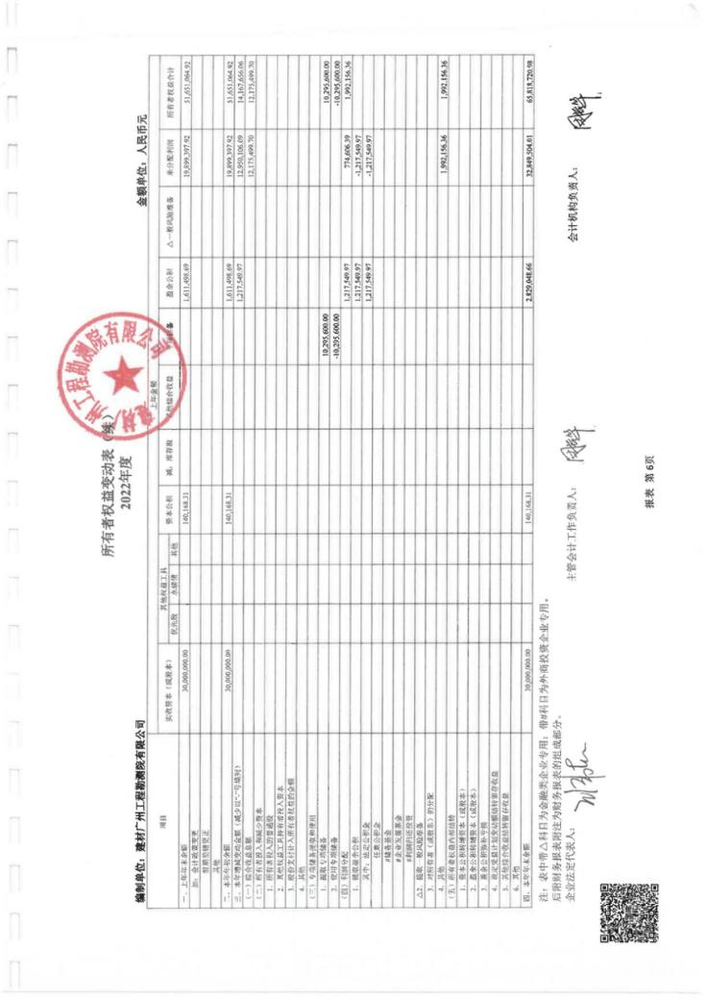 所有者权益变动表（续）
2022年度
编制单位：建材广州工程勘测院有限公司 金额单位：人民币元
项目 上年金额
实收资本（或股本） 其他权益工具 资本公积 减：库存股 其他综合收益 盈余公积 △一般风险准备 未分配利润 所有者权益合计
优先股 永续债 其他
一、上年年末余额 30,000,000.00 140,168.31 1,611,498.69 19,899,397.92 51,651,064.92
加：会计政策变更
前期差错更正
其他
二、本年年初余额 30,000,000.00 140,168.31 1,611,498.69 19,899,397.92 51,651,064.92
三、本年增减变动金额（减少以“-”号填列） 1,217,549.97 12,950,106.09 14,167,656.06
（一）综合收益总额 12,175,499.70 12,175,499.70
（二）所有者投入和减少资本
1. 所有者投入的普通股
2. 其他权益工具持有者投入资本
3. 股份支付计入所有者权益的金额
4. 其他
（三）专项储备提取和使用
1. 提取专项储备 10,295,600.00 10,295,600.00
2. 使用专项储备 -10,295,600.00 -10,295,600.00
（四）利润分配 1,217,549.97 774,606.39 1,992,156.36
1. 提取盈余公积 1,217,549.97 -1,217,549.97
其中：法定公积金 1,217,549.97 -1,217,549.97
任意公积金
#储备基金
#企业发展基金
#利润归还投资
△2. 提取一般风险准备
3. 对所有者（或股东）的分配
4. 其他 1,992,156.36 1,992,156.36
（五）所有者权益内部结转
1. 资本公积转增资本（或股本）
2. 盈余公积转增资本（或股本）
3. 盈余公积弥补亏损
4. 设定受益计划变动额结转留存收益
5. 其他综合收益结转留存收益
6. 其他
四、本年年末余额 30,000,000.00 140,168.31 2,829,048.66 32,849,504.01 65,818,720.98
注：表中带△科目为金融类企业专用；带#科目为外商投资企业专用。
后附财务报表附注为财务报表的组成部分。
企业法定代表人： 主管会计工作负责人： 会计机构负责人：
报表 第6页